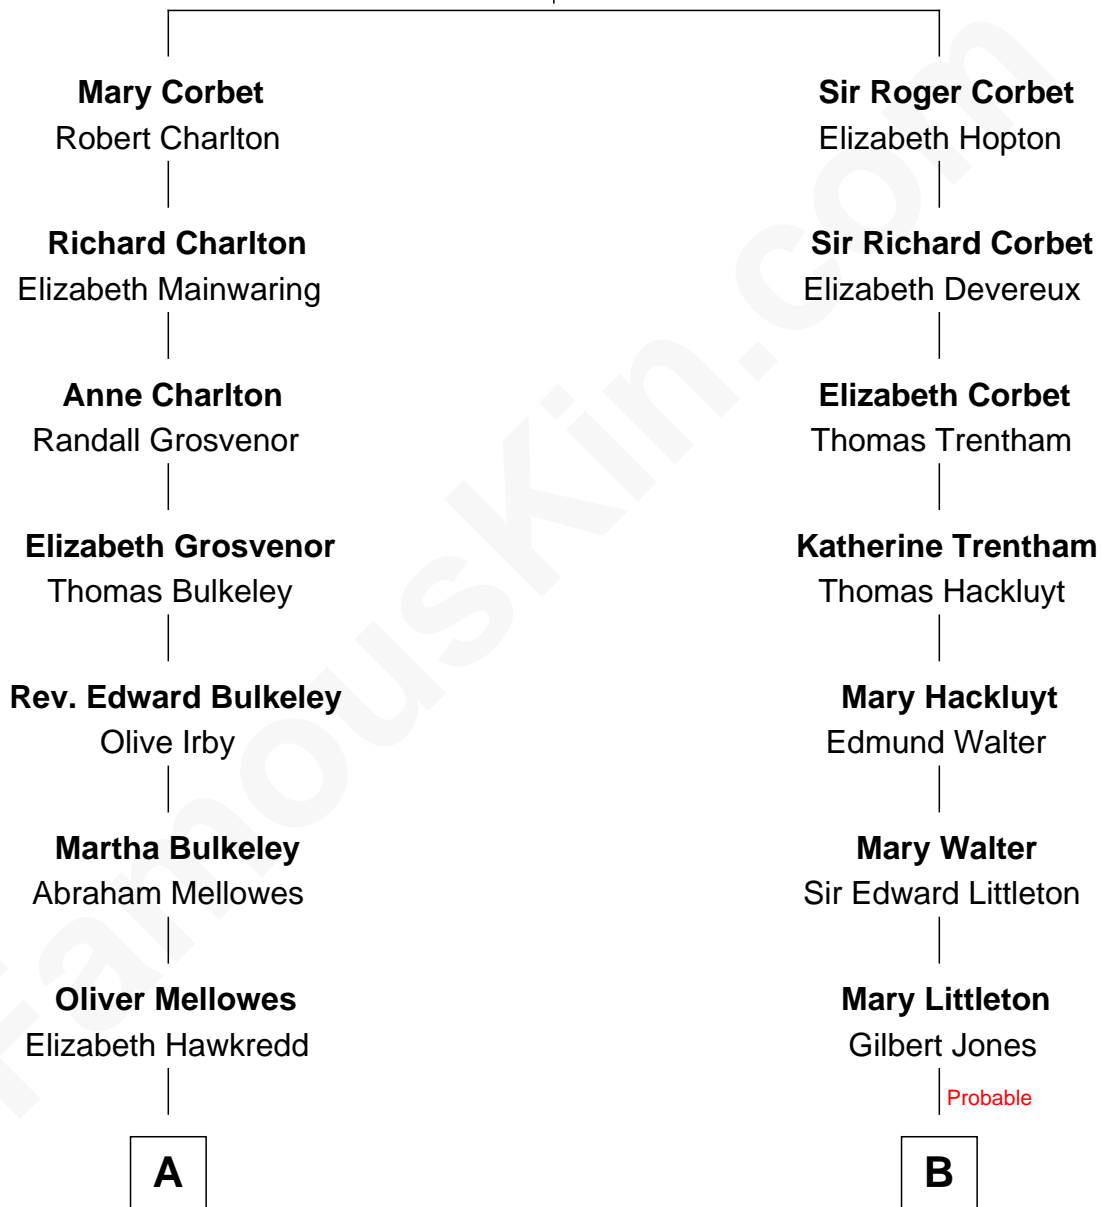 Mary Corbet
Robert Charlton
Richard Charlton
Elizabeth Mainwaring
Anne Charlton
Randall Grosvenor
Elizabeth Grosvenor
Thomas Bulkeley
Rev. Edward Bulkeley
Olive Irby
Martha Bulkeley
Abraham Mellowes
Oliver Mellowes
Elizabeth Hawkredd
A
Sir Roger Corbet
Elizabeth Hopton
Sir Richard Corbet
Elizabeth Devereux
Elizabeth Corbet
Thomas Trentham
Katherine Trentham
Thomas Hackluyt
Mary Hackluyt
Edmund Walter
Mary Walter
Sir Edward Littleton
Mary Littleton
Gilbert Jones
Probable
B
FamousKin.com